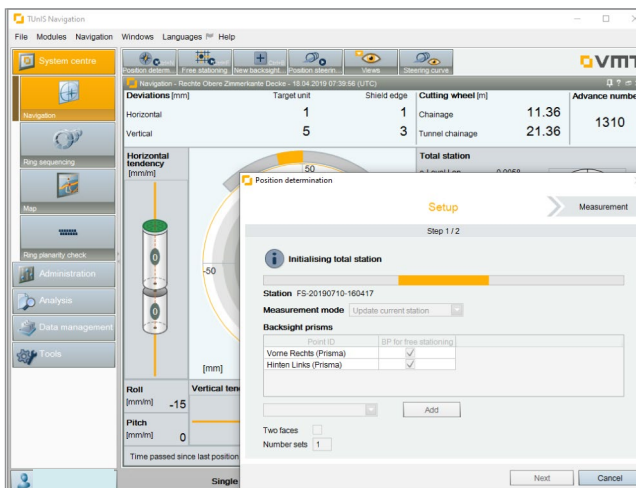 TUnIS Navigation
File Modules Navigation Windows Languages Help
System centre
Navigation
Ring sequencing
Map
Ring planarity check
Administration
Analysis
Data management
Tools
Position determ...
Free stationing
New backsight...
Position steerin...
Views
Steering curve
vmt
Navigation - Rechte Obere Zimmerkante Decke - 18.04.2019 07:39:56 (UTC)
Deviations [mm] Target unit Shield edge
Horizontal 1 1
Vertical 5 3
Cutting wheel [m]
Chainage 11.36
Tunnel chainage 21.36
Advance numbe
1310
Horizontal tendency
[mm/m]
0
0
50
-50
[mm]
Total station
0.0058
Roll
[mm/m] -15
Vertical ten
Pitch
[mm/m] 0
Time passed since last position
Single
Position determination
Setup
Measurement
Step 1 / 2
Initialising total station
Station FS-20190710-160417
Measurement mode Update current station
Backsight prisms
Point ID BP for free stationing
Vorne Rechts (Prisma)
Hinten Links (Prisma)
Add
Two faces
Number sets 1
Next Cancel